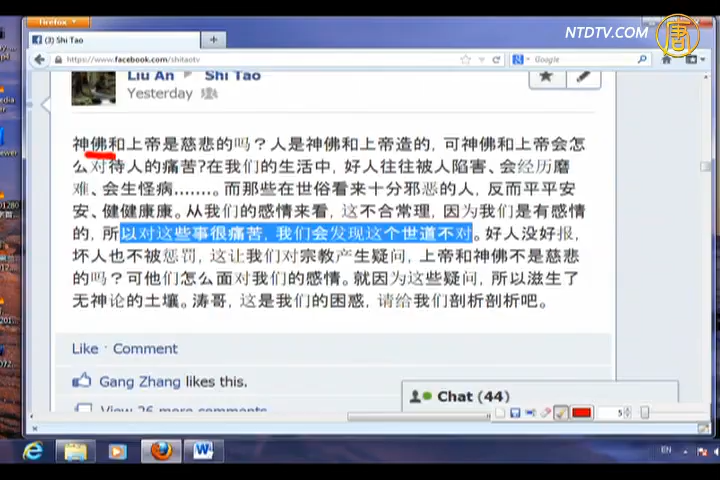 Firefox
NTDTV.COM
唐
(3) Shi Tao
https://www.facebook.com/shitaotv
Google
Liu An Shi Tao
Yesterday
神佛和上帝是慈悲的吗？人是神佛和上帝造的，可神佛和上帝会怎
么对待人的痛苦?在我们的生活中，好人往往被人陷害、会经历磨
难、会生怪病.......。而那些在世俗看来十分邪恶的人，反而平平安
安、健健康康。从我们的感情来看，这不合常理，因为我们是有感情
的，所以对这些事很痛苦，我们会发现这个世道不对。好人没好报，
坏人也不被惩罚，这让我们对宗教产生疑问，上帝和神佛不是慈悲
的吗？可他们怎么面对我们的感情。就因为这些疑问，所以滋生了
无神论的土壤。涛哥，这是我们的困惑，请给我们剖析剖析吧。
Like · Comment
Gang Zhang likes this.
Chat (44)
View 26 more comments
5
EN